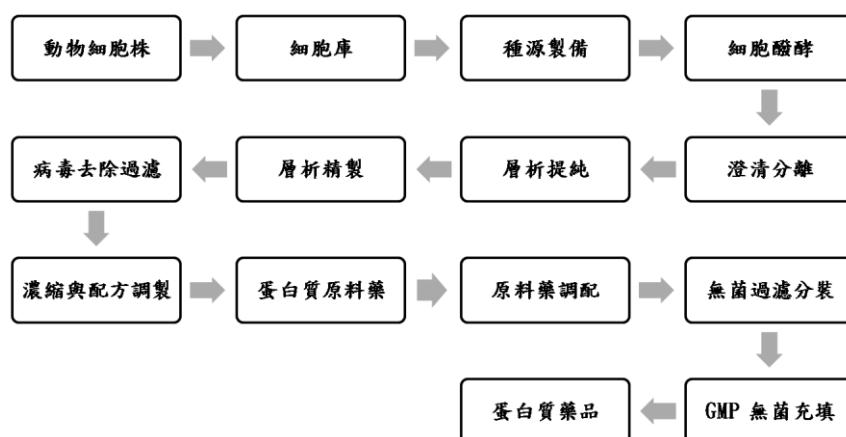 動物細胞株
細胞庫
種源製備
細胞醱酵
澄清分離
層析提純
層析精製
病毒去除過濾
濃縮與配方調製
蛋白質原料藥
原料藥調配
無菌過濾分裝
GMP 無菌充填
蛋白質藥品